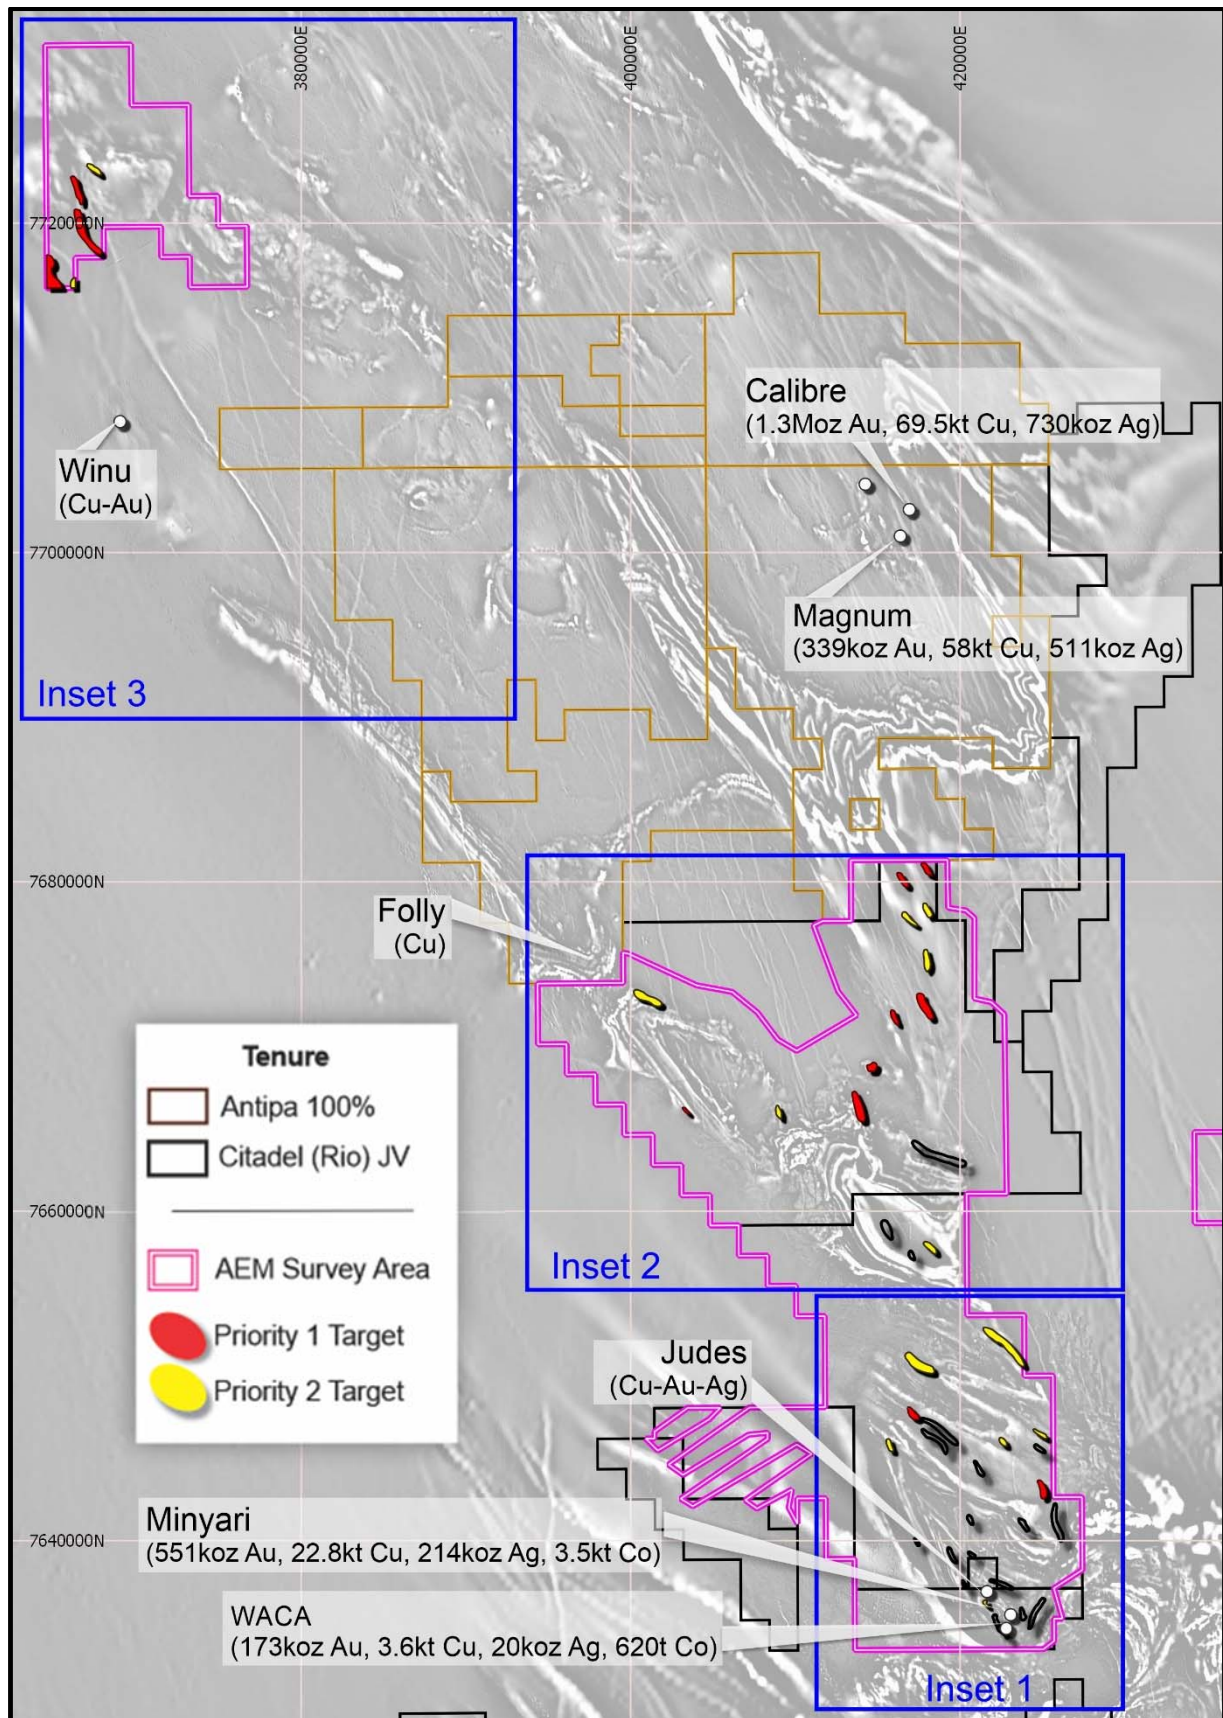 380000E
400000E
420000E
7720000N
Calibre
(1.3Moz Au, 69.5kt Cu, 730koz Ag)
Winu
(Cu-Au)
7700000N
Magnum
(339koz Au, 58kt Cu, 511koz Ag)
Inset 3
7680000N
Folly
(Cu)
Tenure
Antipa 100%
Citadel (Rio) JV
AEM Survey Area
Priority 1 Target
Priority 2 Target
7660000N
Inset 2
Judes
(Cu-Au-Ag)
Minyari
(551koz Au, 22.8kt Cu, 214koz Ag, 3.5kt Co)
7640000N
WACA
(173koz Au, 3.6kt Cu, 20koz Ag, 620t Co)
Inset 1